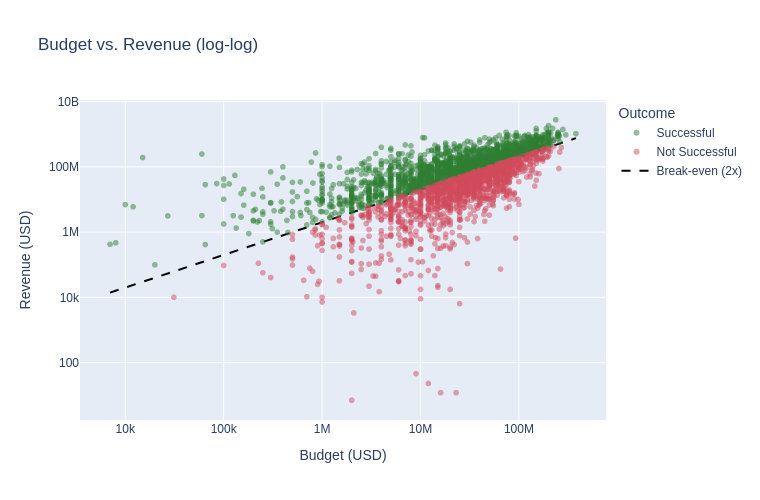 Budget vs. Revenue (log-log)
Outcome
Successful
Not Successful
Break-even (2x)
Revenue (USD)
10B
100M
1M
10k
100
10k
100k
1M
10M
100M
Budget (USD)